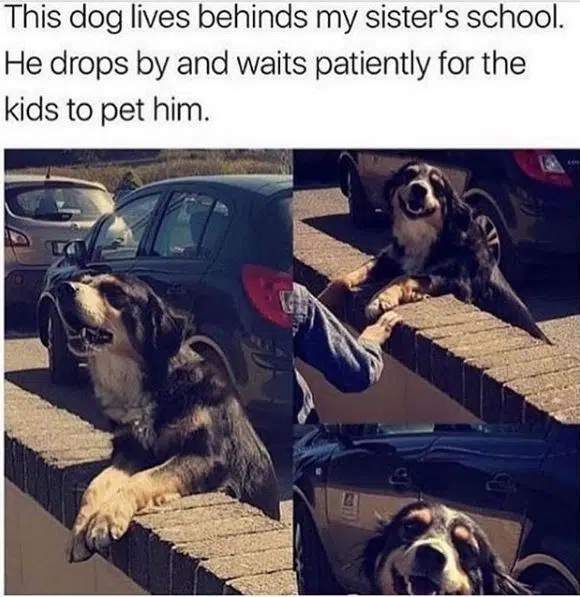 This dog lives behinds my sister's school.
He drops by and waits patiently for the
kids to pet him.